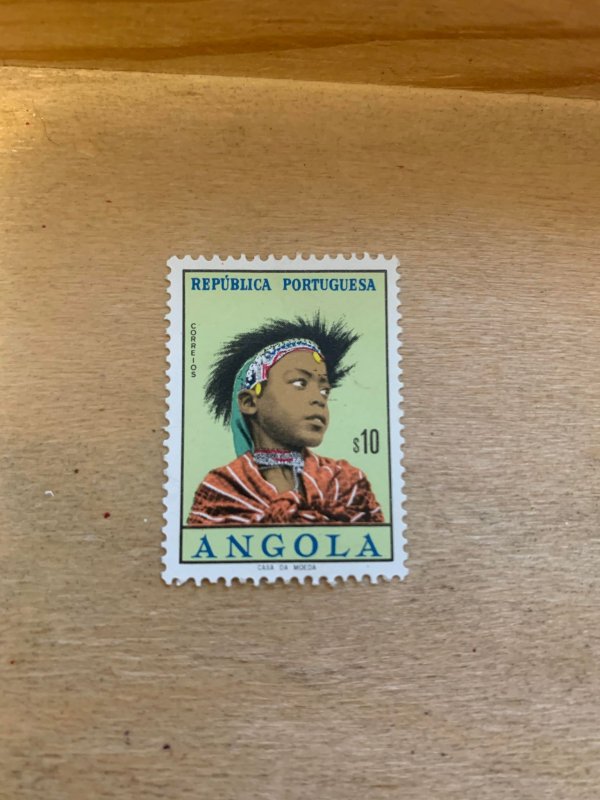 REPÚBLICA PORTUGUESA
CORREIOS
$10
ANGOLA
CASA DA MOEDA